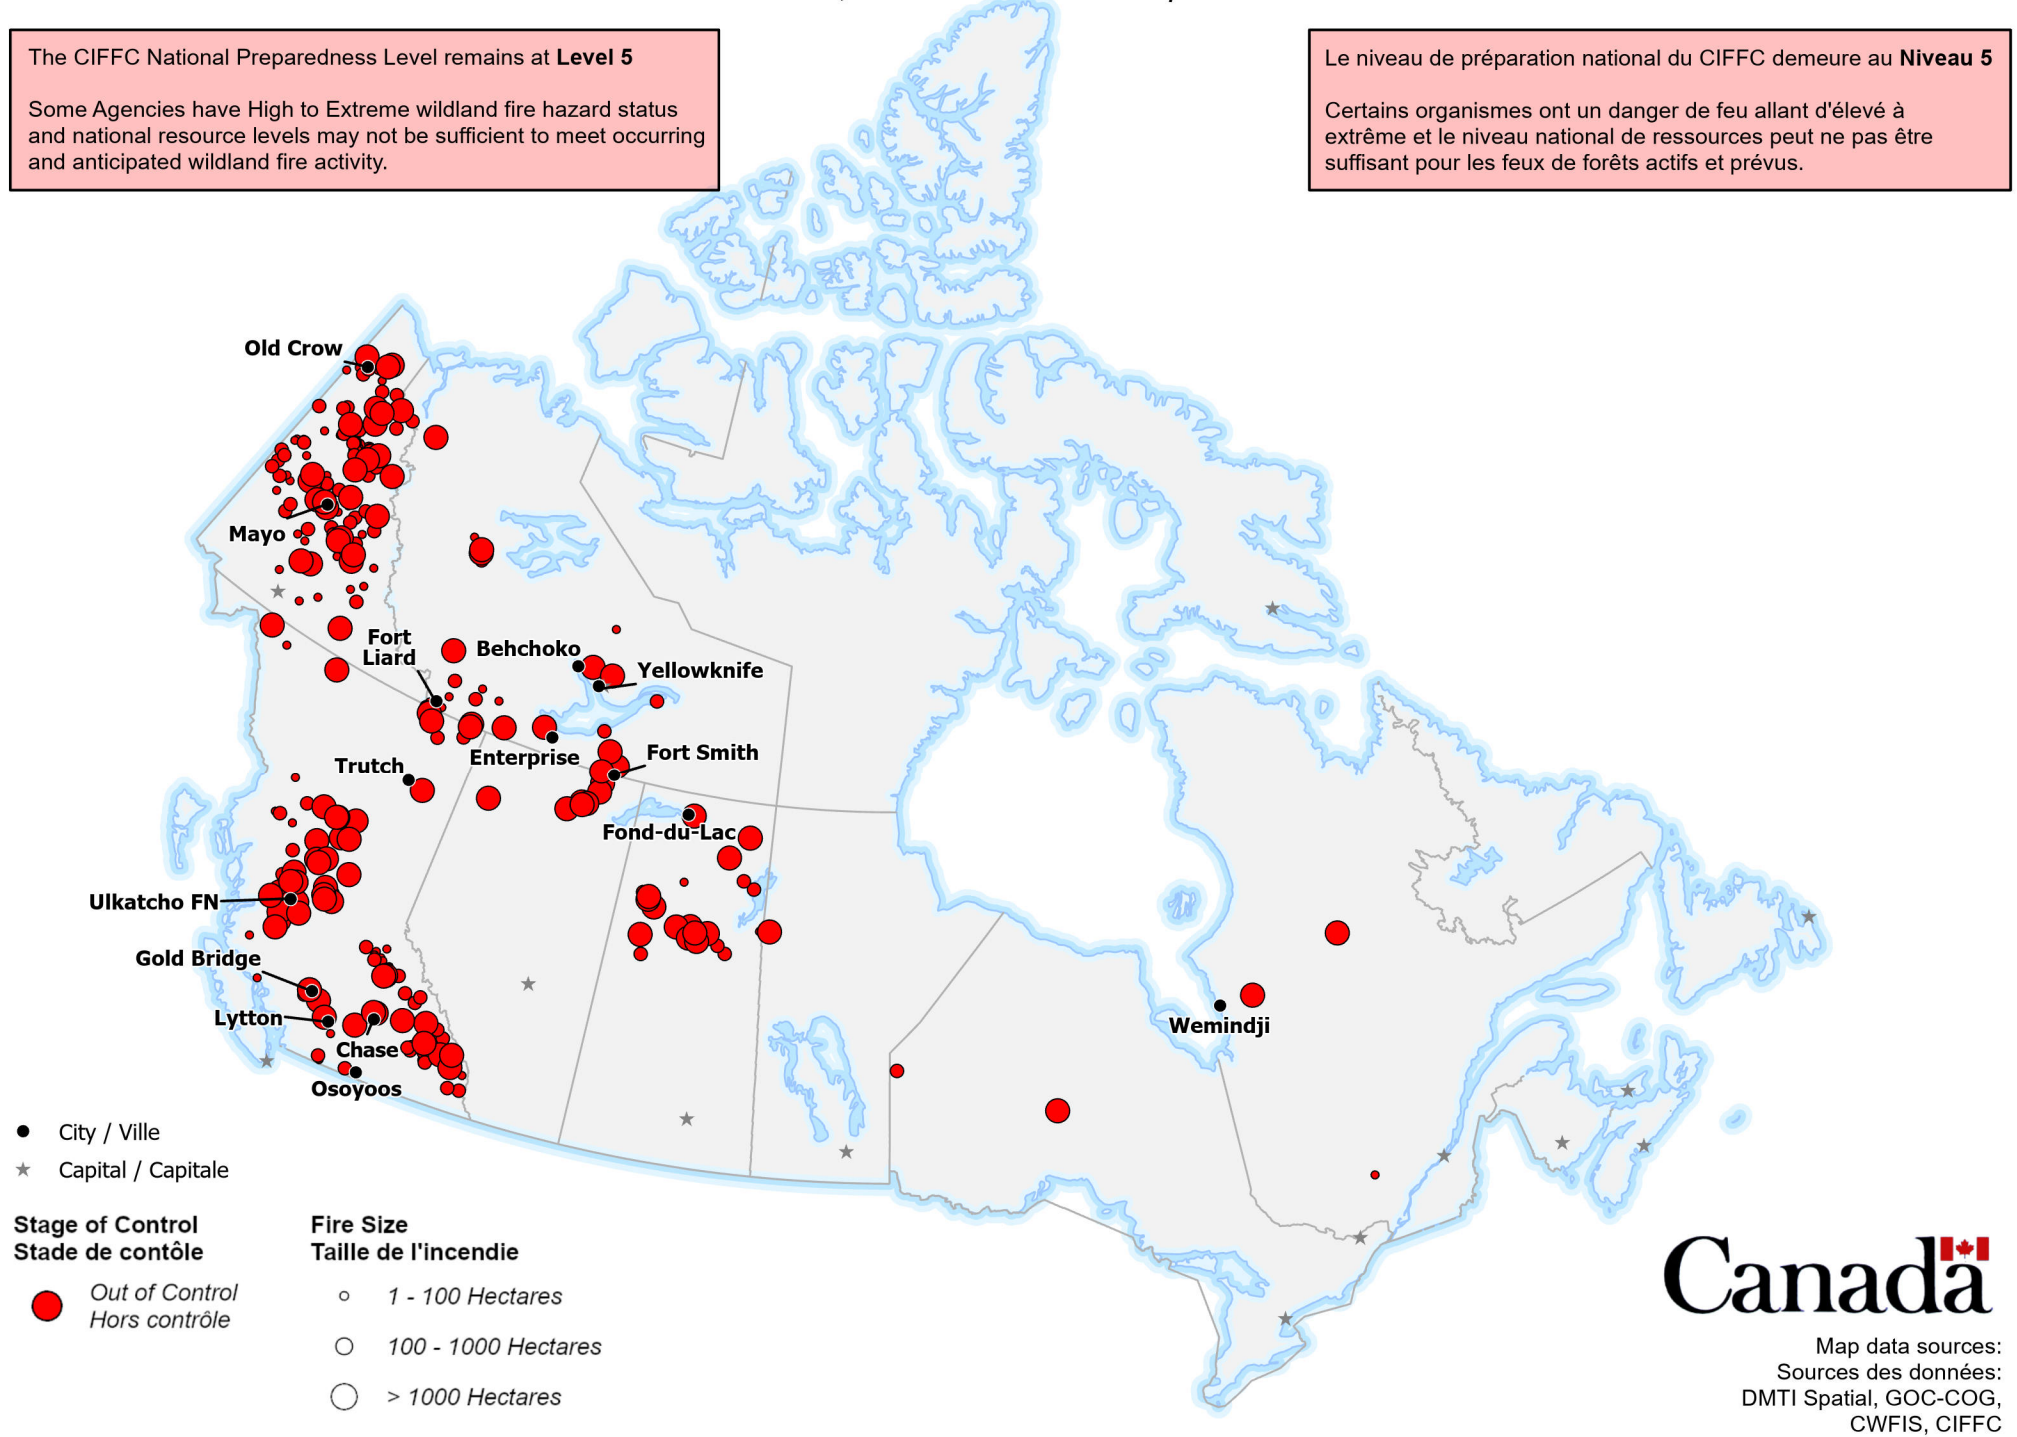 The CIFFC National Preparedness Level remains at Level 5
Some Agencies have High to Extreme wildland fire hazard status
and national resource levels may not be sufficient to meet occurring
and anticipated wildland fire activity.
Le niveau de préparation national du CIFFC demeure au Niveau 5
Certains organismes ont un danger de feu allant d'élevé à
extrême et le niveau national de ressources peut ne pas être
suffisant pour les feux de forêts actifs et prévus.
Old Crow
Mayo
Fort
Liard
Behchoko
Yellowknife
Enterprise
Fort Smith
Trutch
Fond-du-Lac
Ulkatcho FN
Gold Bridge
Lytton
Chase
Osoyoos
Wemindji
City / Ville
Capital / Capitale
Stage of Control
Stade de contôle
Out of Control
Hors contrôle
Fire Size
Taille de l'incendie
1 - 100 Hectares
100 - 1000 Hectares
> 1000 Hectares
Canada
Map data sources:
Sources des données:
DMTI Spatial, GOC-COG,
CWFIS, CIFFC